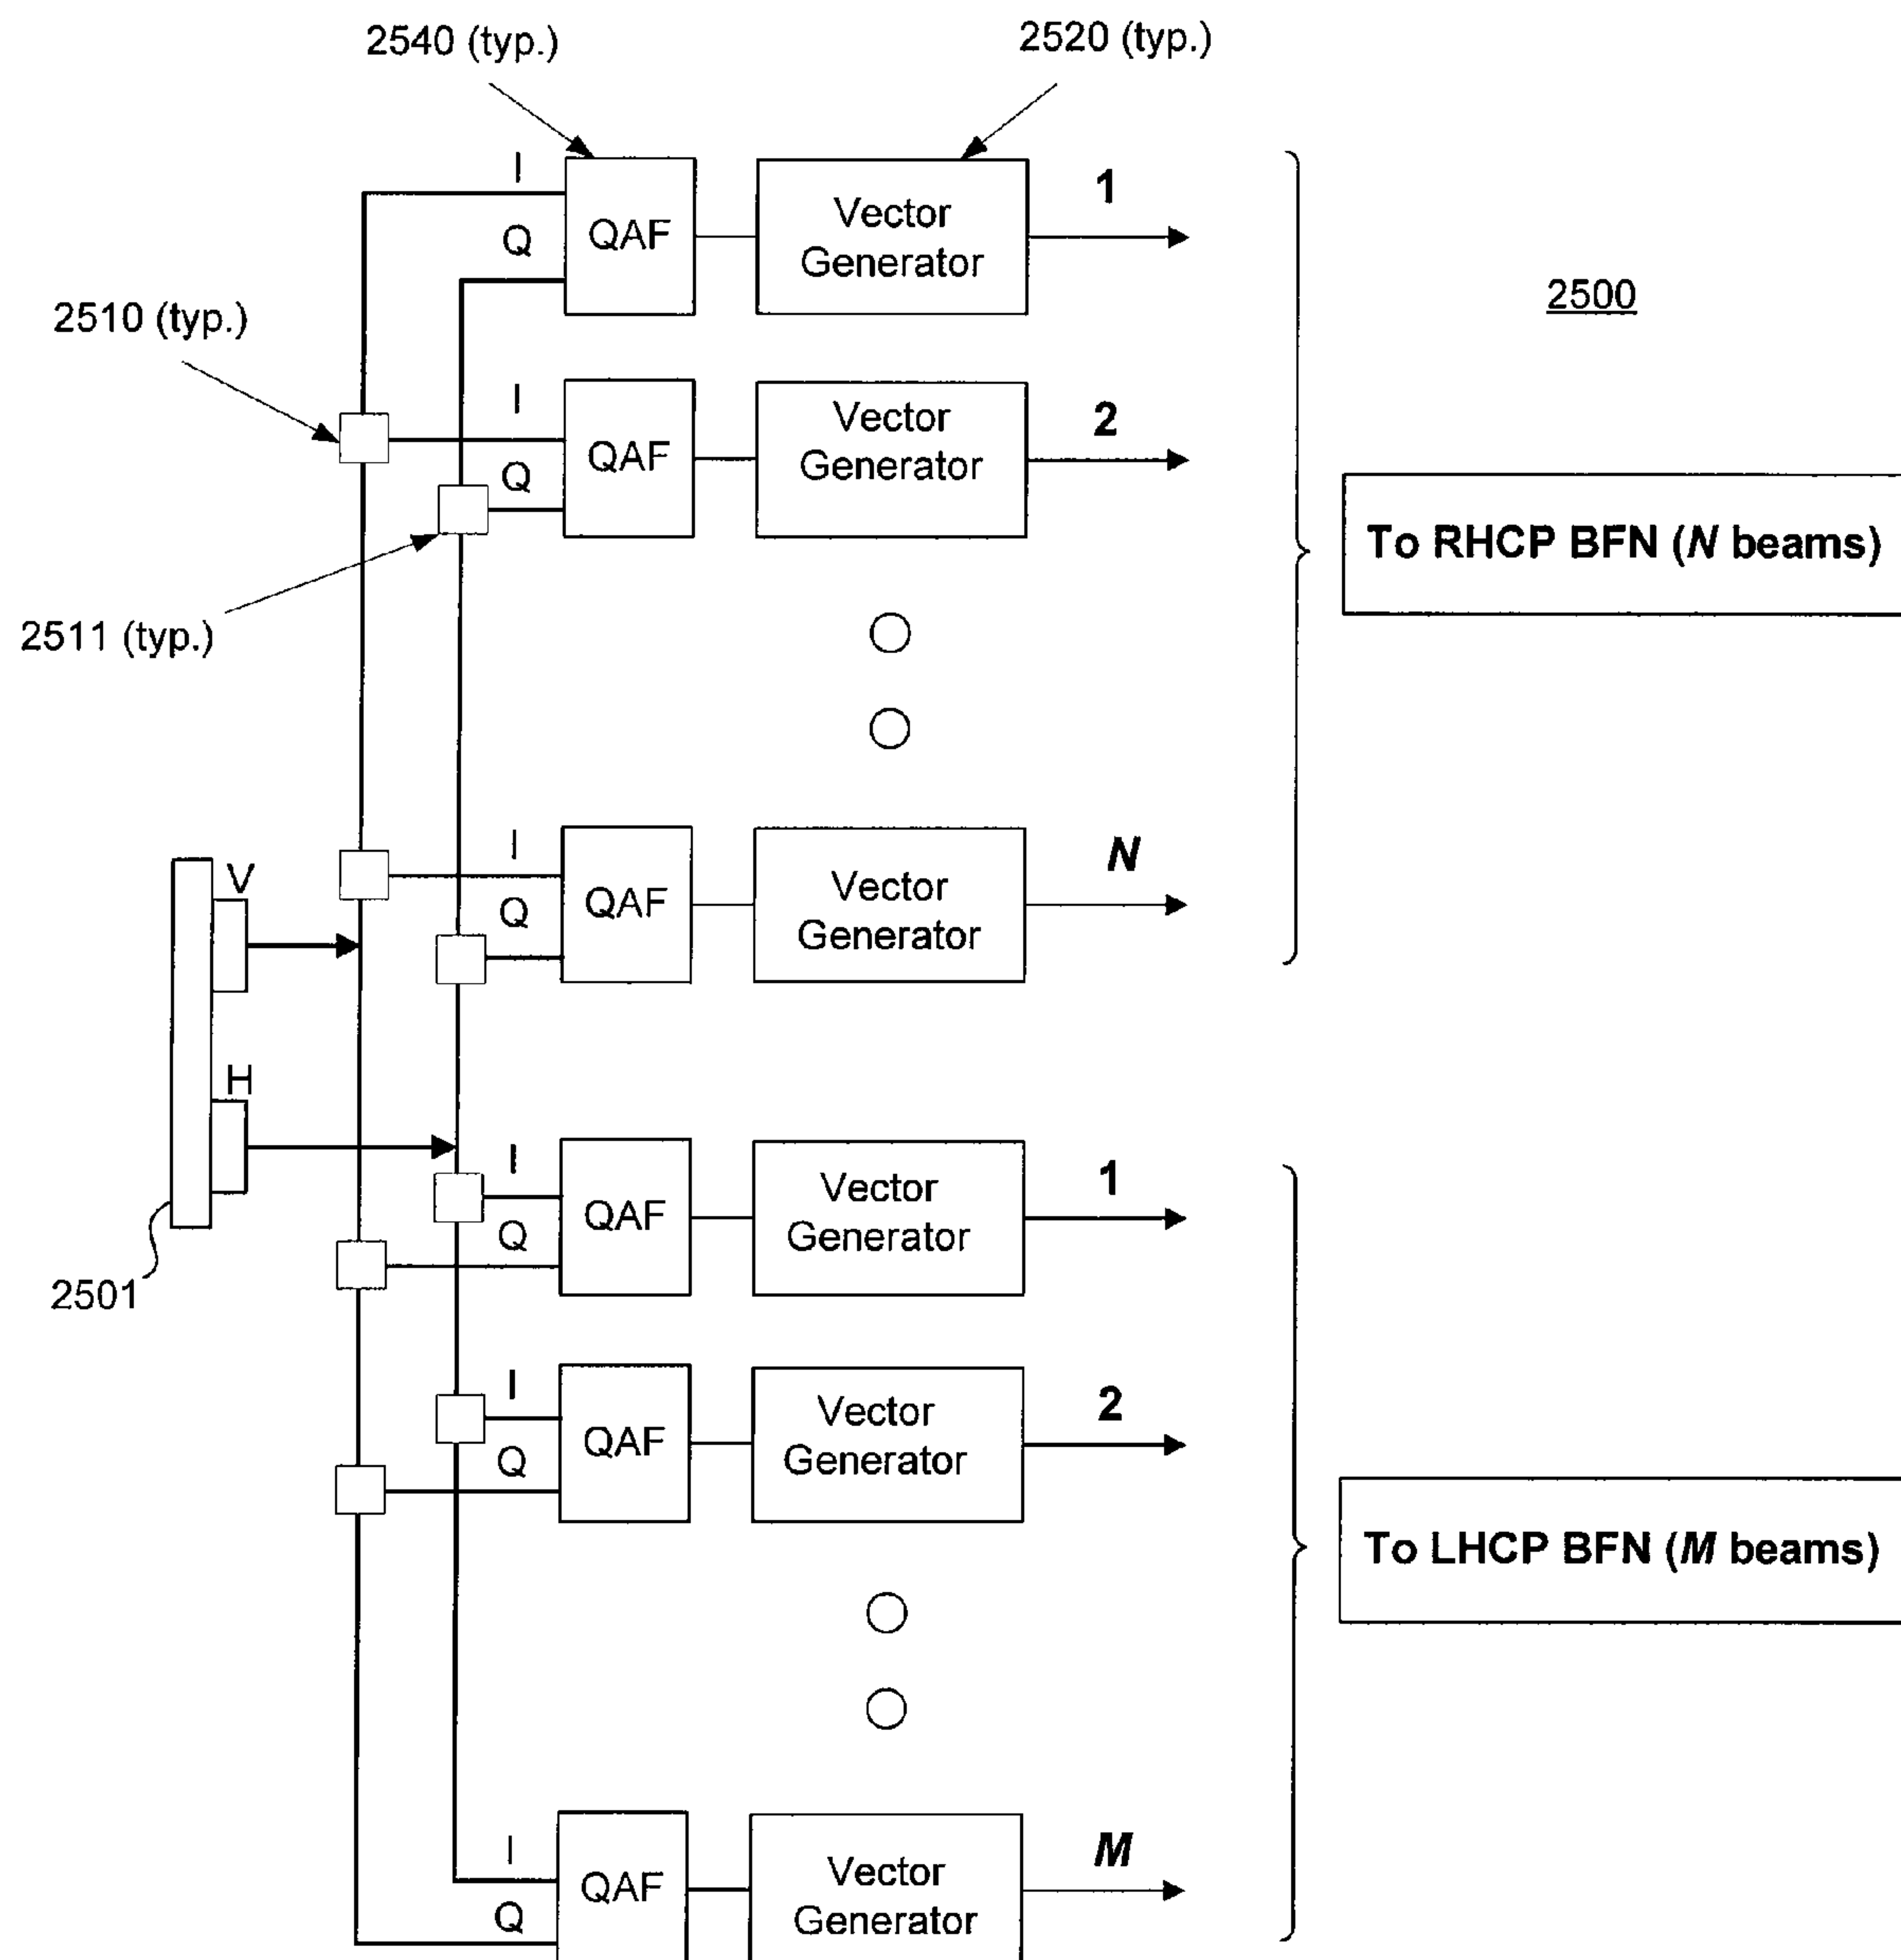 2540 (typ.)
2520 (typ.)
I
Q
QAF
Vector
Generator
1
2500
2510 (typ.)
I
Q
QAF
Vector
Generator
2
To RHCP BFN (N beams)
2511 (typ.)
I
Q
QAF
Vector
Generator
N
V
H
I
Q
QAF
Vector
Generator
1
2501
I
Q
QAF
Vector
Generator
2
To LHCP BFN (M beams)
I
Q
QAF
Vector
Generator
M